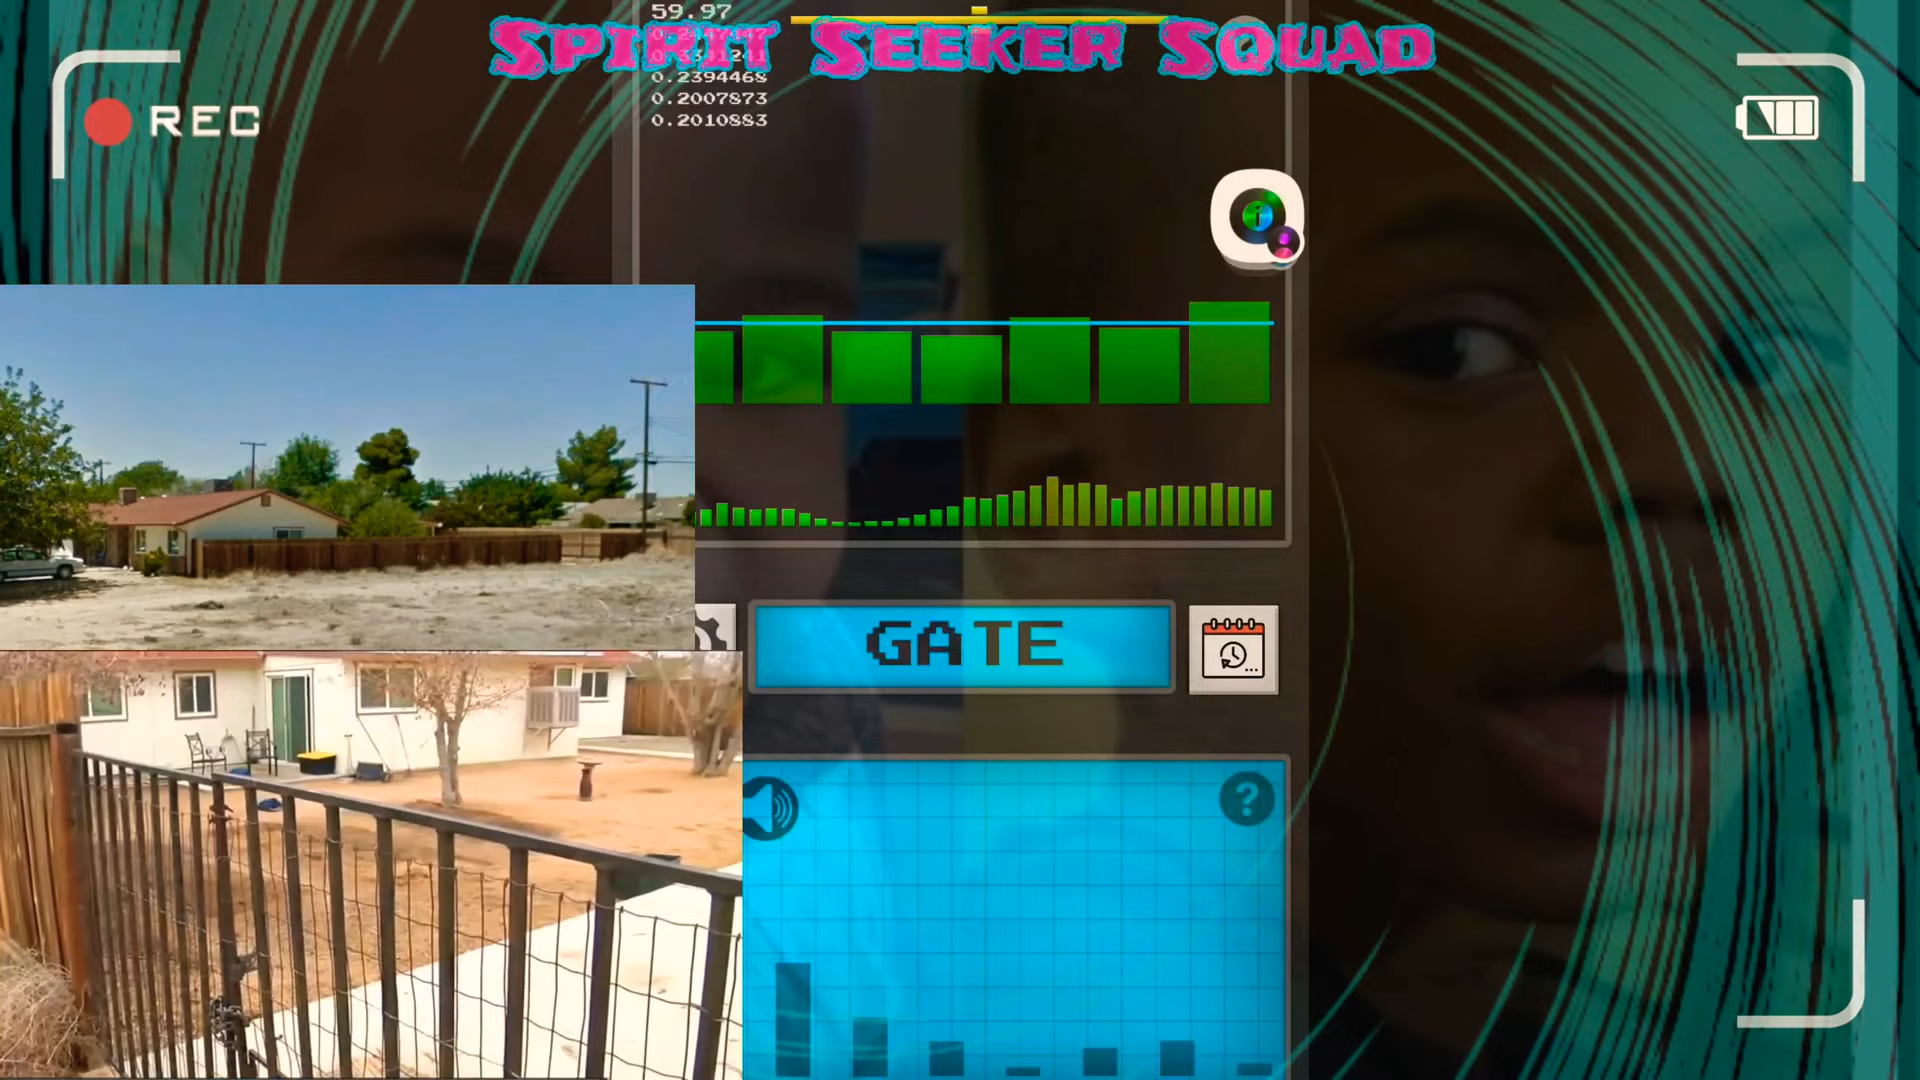 59.97
SPIRIT SEEKER SQUAD
0.2394468
0.2007873
0.2010883
REC
i
GATE
?